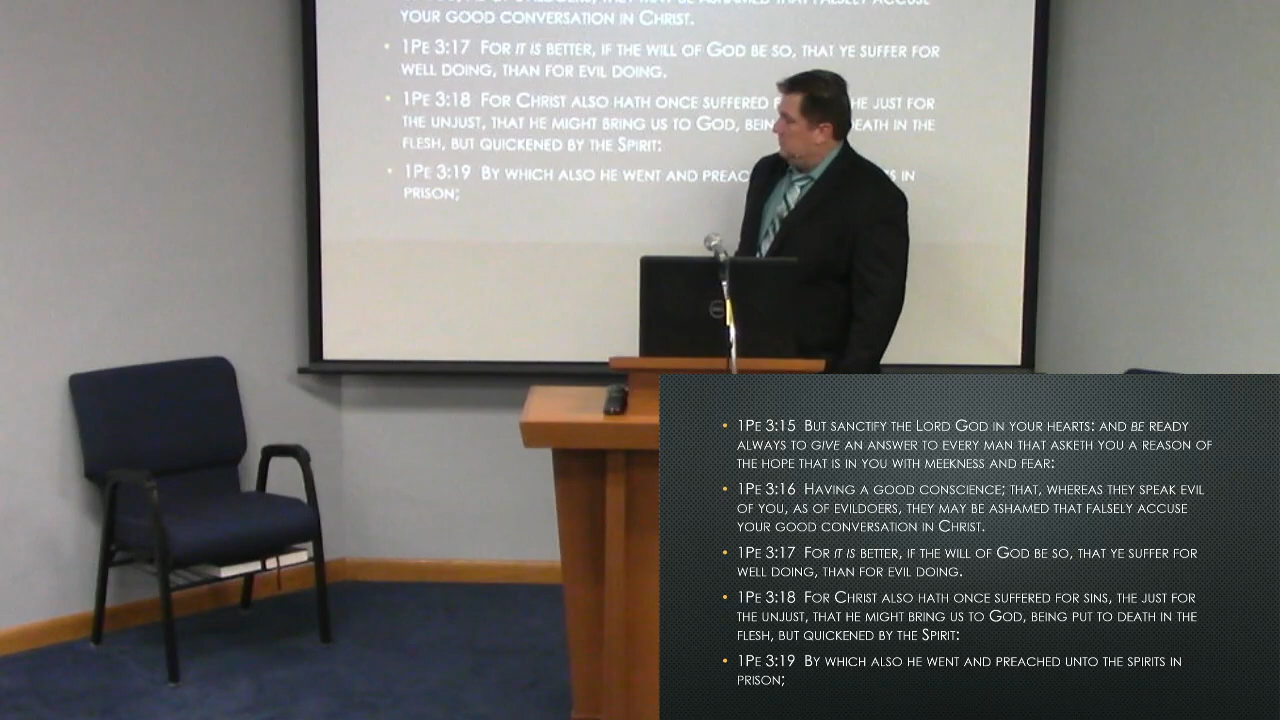 YOUR GOOD CONVERSATION IN CHRIST.
• 1PE 3:17 FOR IT IS BETTER, IF THE WILL OF GOD BE SO, THAT YE SUFFER FOR
WELL DOING, THAN FOR EVIL DOING.
• 1PE 3:18 FOR CHRIST ALSO HATH ONCE SUFFERED THE JUST FOR
THE UNJUST, THAT HE MIGHT BRING US TO GOD, DEATH IN THE
FLESH, BUT QUICKENED BY THE SPIRIT:
• 1PE 3:19 BY WHICH ALSO HE WENT AND IN
PRISON;
• 1PE 3:15 BUT SANCTIFY THE LORD GOD IN YOUR HEARTS: AND BE READY
ALWAYS TO GIVE AN ANSWER TO EVERY MAN THAT ASKETH YOU A REASON OF
THE HOPE THAT IS IN YOU WITH MEEKNESS AND FEAR:
• 1PE 3:16 HAVING A GOOD CONSCIENCE; THAT, WHEREAS THEY SPEAK EVIL
OF YOU, AS OF EVILDOERS, THEY MAY BE ASHAMED THAT FALSELY ACCUSE
YOUR GOOD CONVERSATION IN CHRIST.
• 1PE 3:17 FOR IT IS BETTER, IF THE WILL OF GOD BE SO, THAT YE SUFFER FOR
WELL DOING, THAN FOR EVIL DOING.
• 1PE 3:18 FOR CHRIST ALSO HATH ONCE SUFFERED FOR SINS, THE JUST FOR
THE UNJUST, THAT HE MIGHT BRING US TO GOD, BEING PUT TO DEATH IN THE
FLESH, BUT QUICKENED BY THE SPIRIT:
• 1PE 3:19 BY WHICH ALSO HE WENT AND PREACHED UNTO THE SPIRITS IN
PRISON;